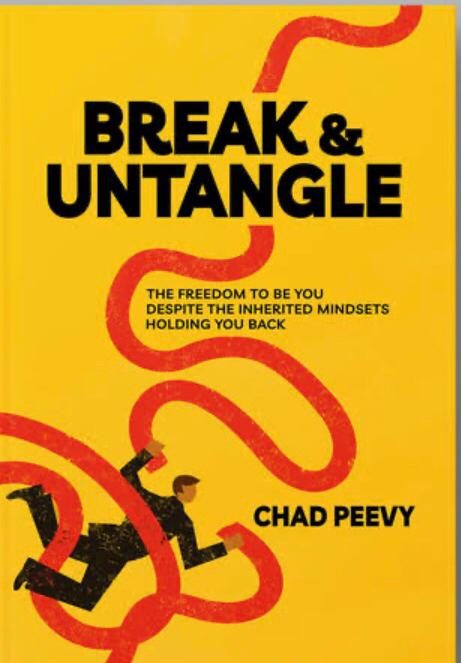 BREAK &
UNTANGLE
THE FREEDOM TO BE YOU
DESPITE THE INHERITED MINDSETS
HOLDING YOU BACK
CHAD PEEVY